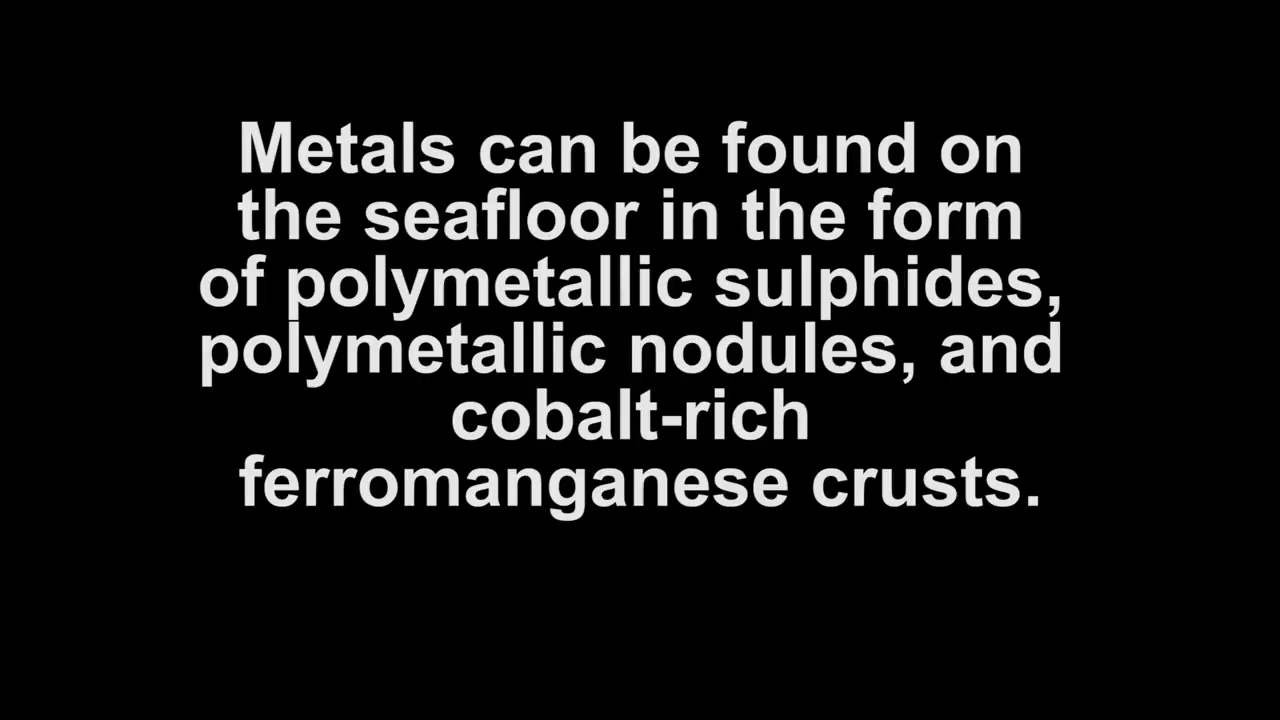 Metals can be found on
the seafloor in the form
of polymetallic sulphides,
polymetallic nodules, and
cobalt-rich
ferromanganese crusts.